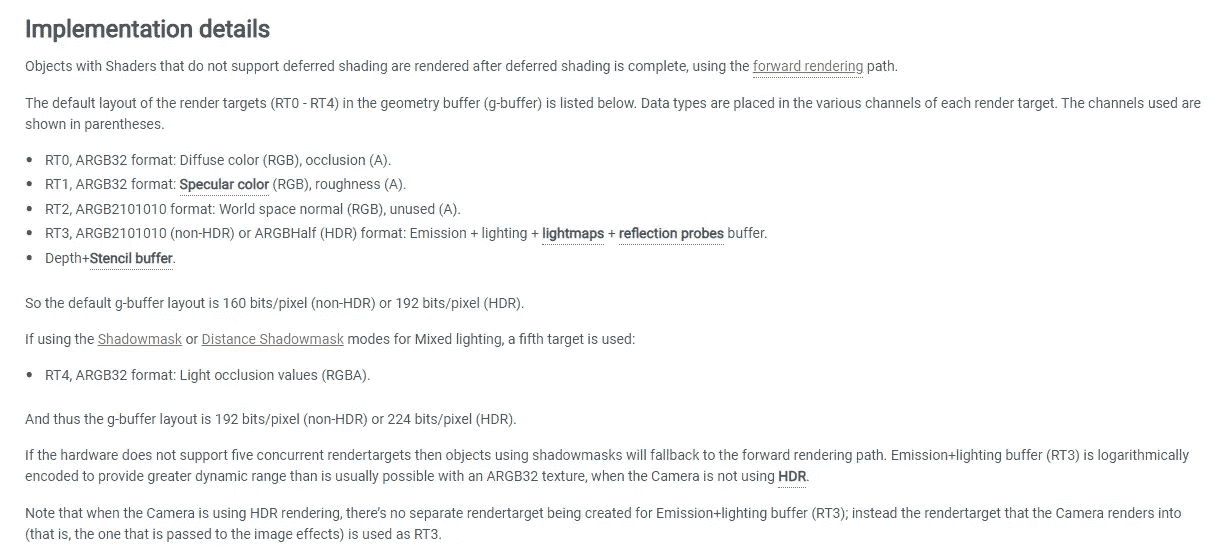 Implementation details
Objects with Shaders that do not support deferred shading are rendered after deferred shading is complete, using the forward rendering path.
The default layout of the render targets (RT0 - RT4) in the geometry buffer (g-buffer) is listed below. Data types are placed in the various channels of each render target. The channels used are
shown in parentheses.
• RT0, ARGB32 format: Diffuse color (RGB), occlusion (A).
• RT1, ARGB32 format: Specular color (RGB), roughness (A).
• RT2, ARGB2101010 format: World space normal (RGB), unused (A).
• RT3, ARGB2101010 (non-HDR) or ARGBHalf (HDR) format: Emission + lighting + lightmaps + reflection probes buffer.
• Depth+Stencil buffer.
So the default g-buffer layout is 160 bits/pixel (non-HDR) or 192 bits/pixel (HDR).
If using the Shadowmask or Distance Shadowmask modes for Mixed lighting, a fifth target is used:
• RT4, ARGB32 format: Light occlusion values (RGBA).
And thus the g-buffer layout is 192 bits/pixel (non-HDR) or 224 bits/pixel (HDR).
If the hardware does not support five concurrent rendertargets then objects using shadowmasks will fallback to the forward rendering path. Emission+lighting buffer (RT3) is logarithmically
encoded to provide greater dynamic range than is usually possible with an ARGB32 texture, when the Camera is not using HDR.
Note that when the Camera is using HDR rendering, there's no separate rendertarget being created for Emission+lighting buffer (RT3); instead the rendertarget that the Camera renders into
(that is, the one that is passed to the image effects) is used as RT3.